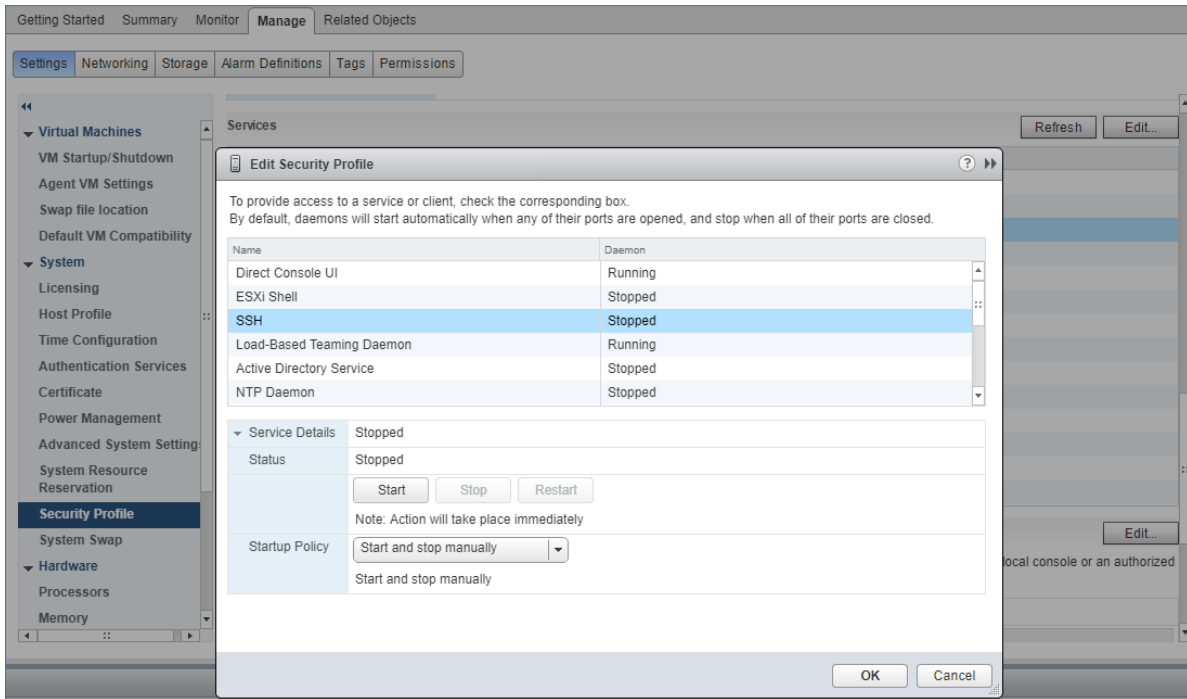 Getting Started Summary Monitor Manage Related Objects
Settings Networking Storage Alarm Definitions Tags Permissions
Virtual Machines
VM Startup/Shutdown
Agent VM Settings
Swap file location
Default VM Compatibility
System
Licensing
Host Profile
Time Configuration
Authentication Services
Certificate
Power Management
Advanced System Setting
System Resource
Reservation
Security Profile
System Swap
Hardware
Processors
Memory
Services Refresh Edit...
Edit Security Profile ?
To provide access to a service or client, check the corresponding box.
By default, daemons will start automatically when any of their ports are opened, and stop when all of their ports are closed.
Name Daemon
Direct Console UI Running
ESXi Shell Stopped
SSH Stopped
Load-Based Teaming Daemon Running
Active Directory Service Stopped
NTP Daemon Stopped
Service Details Stopped
Status Stopped
Start Stop Restart
Note: Action will take place immediately
Startup Policy Start and stop manually
Start and stop manually
OK Cancel
Edit...
local console or an authorized